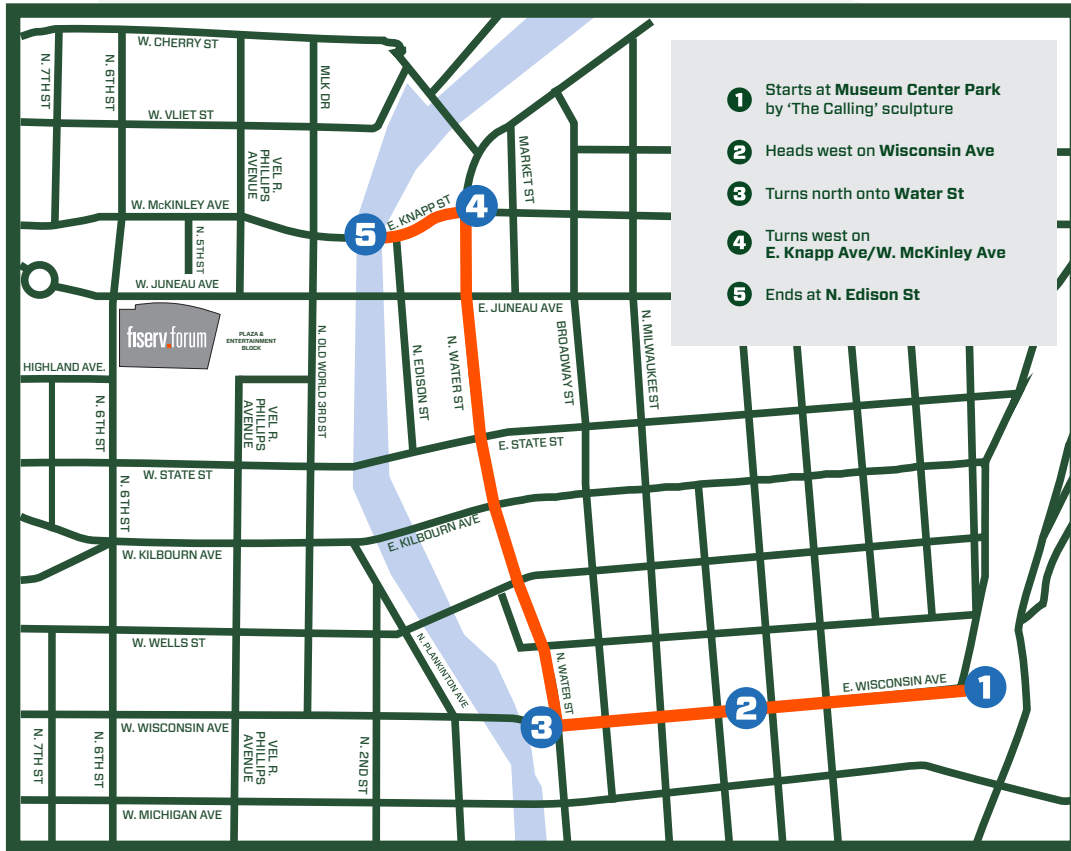 W. CHERRY ST
N. 7TH ST
N. 6TH ST
MLK DR
W. VLIET ST
VEL R.
PHILLIPS
AVENUE
MARKET ST
W. McKINLEY AVE
E. KNAPP ST
4
5
N. 5TH ST
W. JUNEAU AVE
E. JUNEAU AVE
fiserv.forum
PLAZA &
ENTERTAINMENT
BLOCK
N. OLD WORLD 3RD ST
N. EDISON ST
N. WATER ST
BROADWAY ST
N. MILWAUKEE ST
HIGHLAND AVE.
N. 6TH ST
VEL R.
PHILLIPS
AVENUE
E. STATE ST
W. STATE ST
N. 6TH ST
E. KILBOURN AVE
W. KILBOURN AVE
W. WELLS ST
N. PLANKINTON AVE
N. WATER ST
E. WISCONSIN AVE
1
2
3
W. WISCONSIN AVE
N. 7TH ST
N. 6TH ST
VEL R.
PHILLIPS
AVENUE
N. 2ND ST
W. MICHIGAN AVE
1 Starts at Museum Center Park
by ‘The Calling’ sculpture
2 Heads west on Wisconsin Ave
3 Turns north onto Water St
4 Turns west on
E. Knapp Ave/W. McKinley Ave
5 Ends at N. Edison St